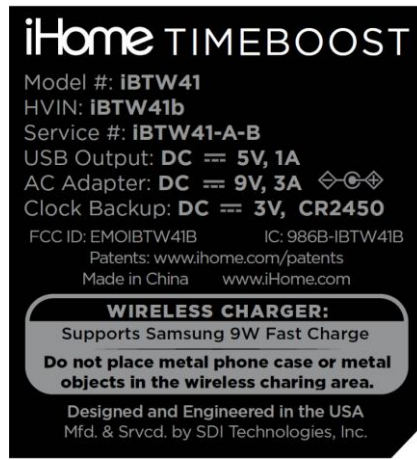 iHome TIMEBOOST
Model #: iBTW41
HVIN: iBTW41b
Service #: iBTW41-A-B
USB Output: DC ⎓ 5V, 1A
AC Adapter: DC ⎓ 9V, 3A
Clock Backup: DC ⎓ 3V, CR2450
FCC ID: EMOIBTW41B IC: 986B-IBTW41B
Patents: www.ihome.com/patents
Made in China www.iHome.com
WIRELESS CHARGER:
Supports Samsung 9W Fast Charge
Do not place metal phone case or metal
objects in the wireless charing area.
Designed and Engineered in the USA
Mfd. & Srvcd. by SDI Technologies, Inc.